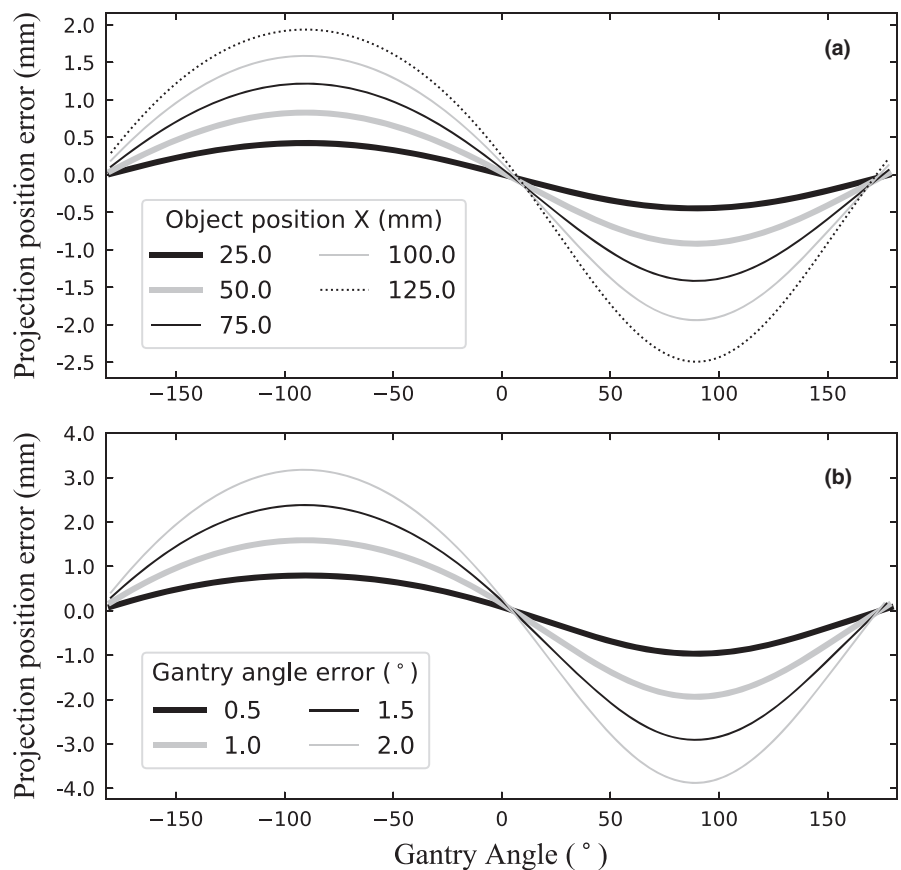 Projection position error (mm)
2.0
1.5
1.0
0.5
0.0
−0.5
−1.0
−1.5
−2.0
−2.5
(a)
Object position X (mm)
25.0 100.0
50.0 125.0
75.0
−150 −100 −50 0 50 100 150
Projection position error (mm)
4.0
3.0
2.0
1.0
0.0
−1.0
−2.0
−3.0
−4.0
(b)
Gantry angle error (°)
0.5 1.5
1.0 2.0
−150 −100 −50 0 50 100 150
Gantry Angle (°)